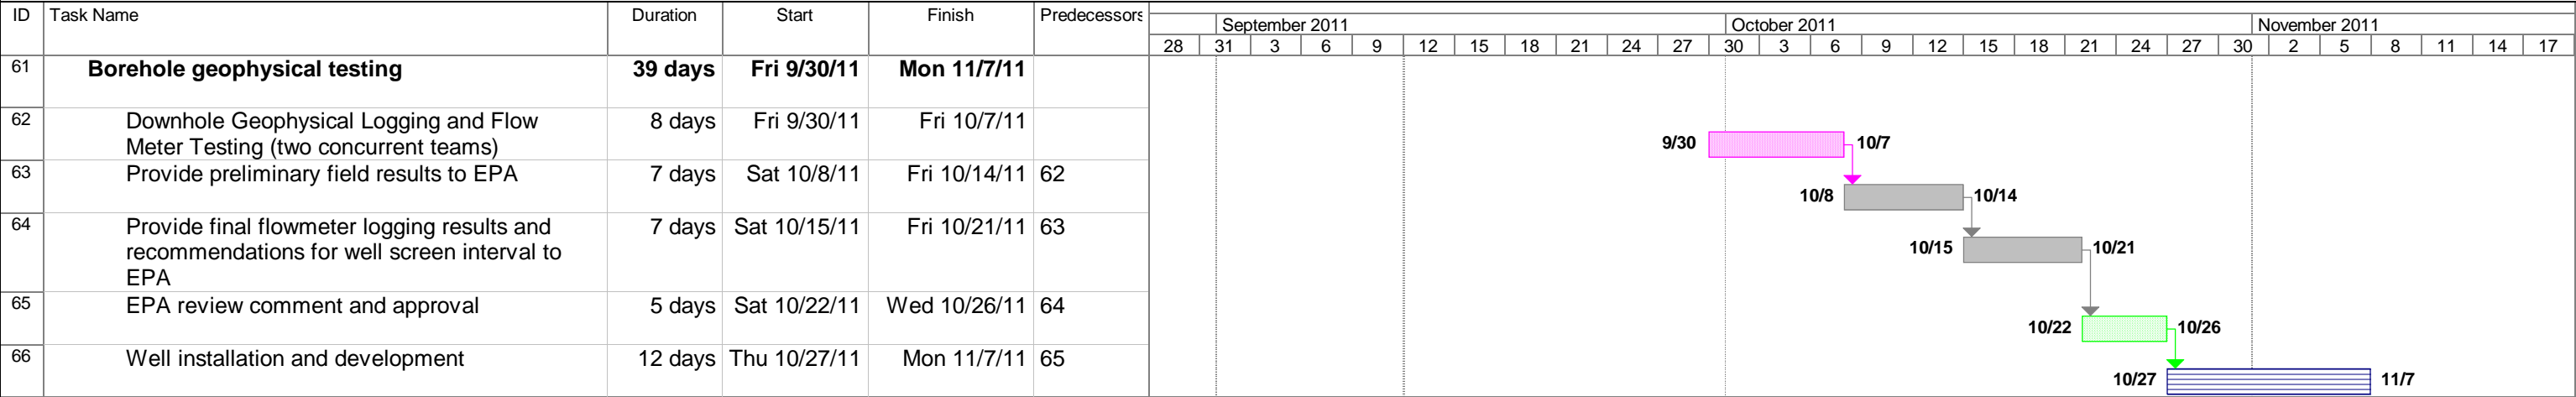 ID Task Name Duration Start Finish Predecessors
September 2011 October 2011 November 2011
28 31 3 6 9 12 15 18 21 24 27 30 3 6 9 12 15 18 21 24 27 30 2 5 8 11 14 17
61 Borehole geophysical testing 39 days Fri 9/30/11 Mon 11/7/11
62 Downhole Geophysical Logging and Flow 8 days Fri 9/30/11 Fri 10/7/11
Meter Testing (two concurrent teams) 9/30 10/7
63 Provide preliminary field results to EPA 7 days Sat 10/8/11 Fri 10/14/11 62
10/8 10/14
64 Provide final flowmeter logging results and 7 days Sat 10/15/11 Fri 10/21/11 63
recommendations for well screen interval to 10/15 10/21
EPA
65 EPA review comment and approval 5 days Sat 10/22/11 Wed 10/26/11 64
10/22 10/26
66 Well installation and development 12 days Thu 10/27/11 Mon 11/7/11 65
10/27 11/7